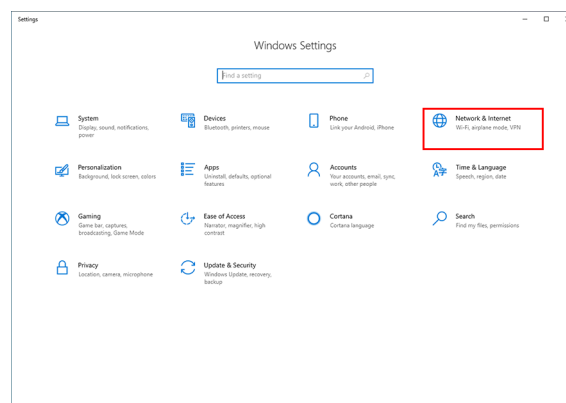 Settings
Windows Settings
Find a setting
System
Display, sound, notifications,
power
Devices
Bluetooth, printers, mouse
Phone
Link your Android, iPhone
Network & Internet
Wi-Fi, airplane mode, VPN
Personalization
Background, lock screen, colors
Apps
Uninstall, defaults, optional
features
Accounts
Your accounts, email, sync,
work, other people
Time & Language
Speech, region, date
Gaming
Game bar, captures,
broadcasting, Game Mode
Ease of Access
Narrator, magnifier, high
contrast
Cortana
Cortana language
Search
Find my files, permissions
Privacy
Location, camera, microphone
Update & Security
Windows Update, recovery,
backup